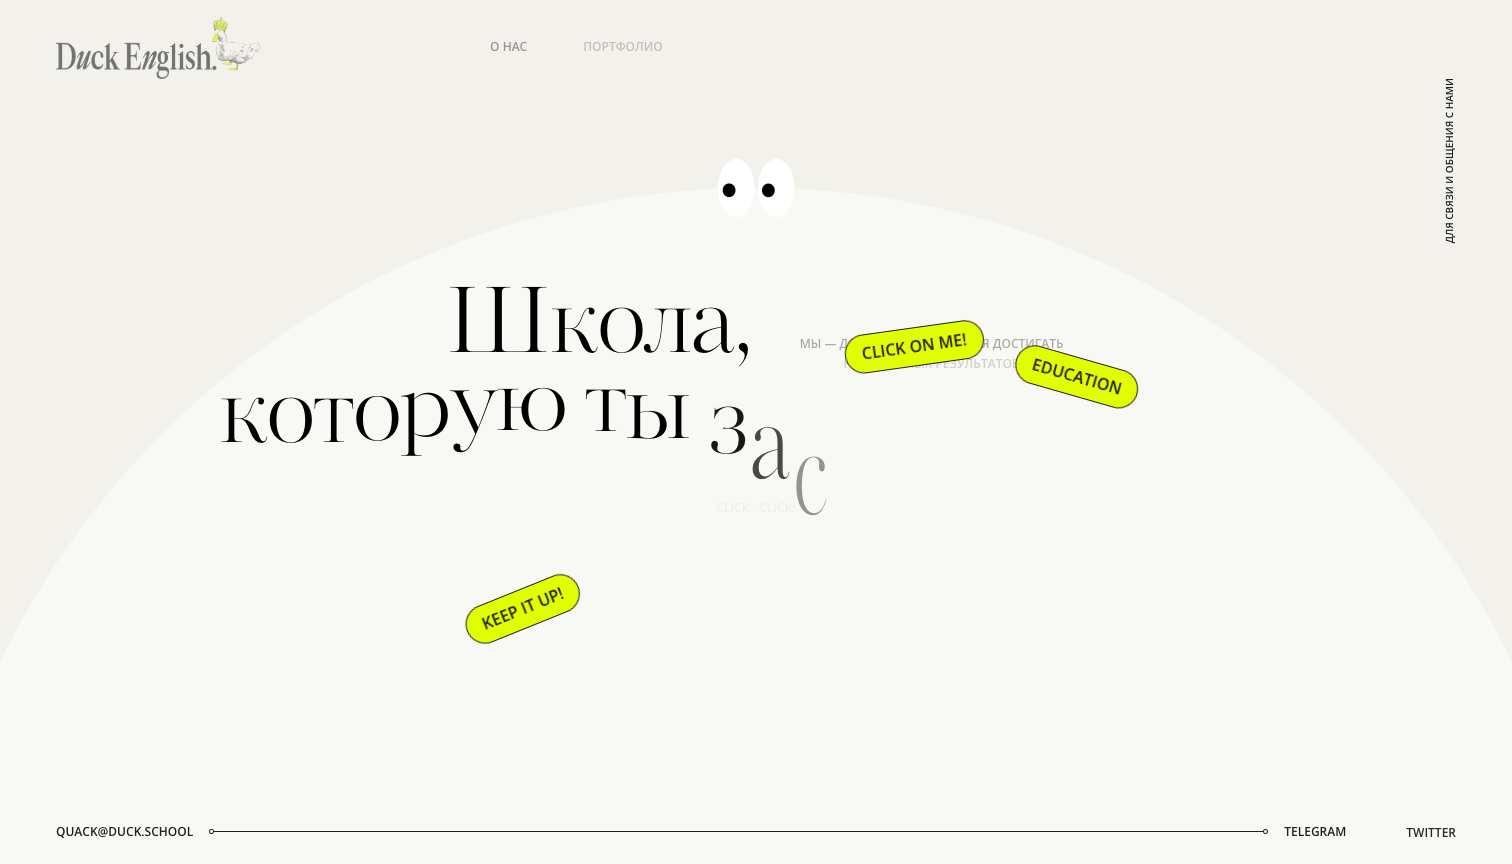 Duck English.
О НАС
ПОРТФОЛИО
ДЛЯ СВЯЗИ И ОБЩЕНИЯ С НАМИ
Школа,
которую ты зас
МЫ — ДОСТИГАТЬ
CLICK ON ME!
EDUCATION
CLICK CLICK
KEEP IT UP!
QUACK@DUCK.SCHOOL
TELEGRAM
TWITTER